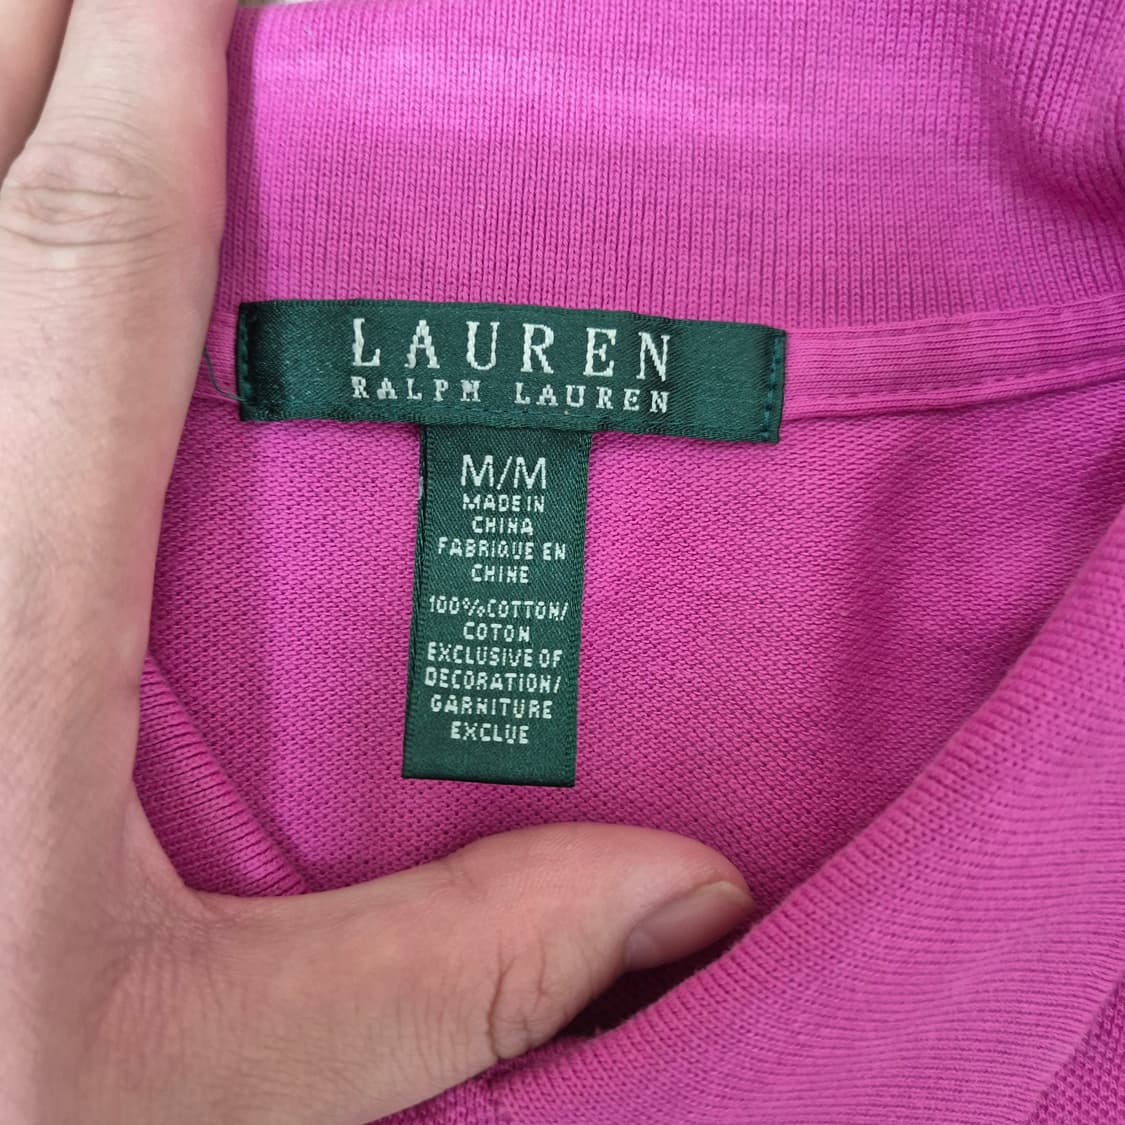 LAUREN
RALPH LAUREN
M/M
MADE IN
CHINA
FABRIQUE EN
CHINE
100%COTTON/
COTON
EXCLUSIVE OF
DECORATION/
GARNITURE
EXCLUE